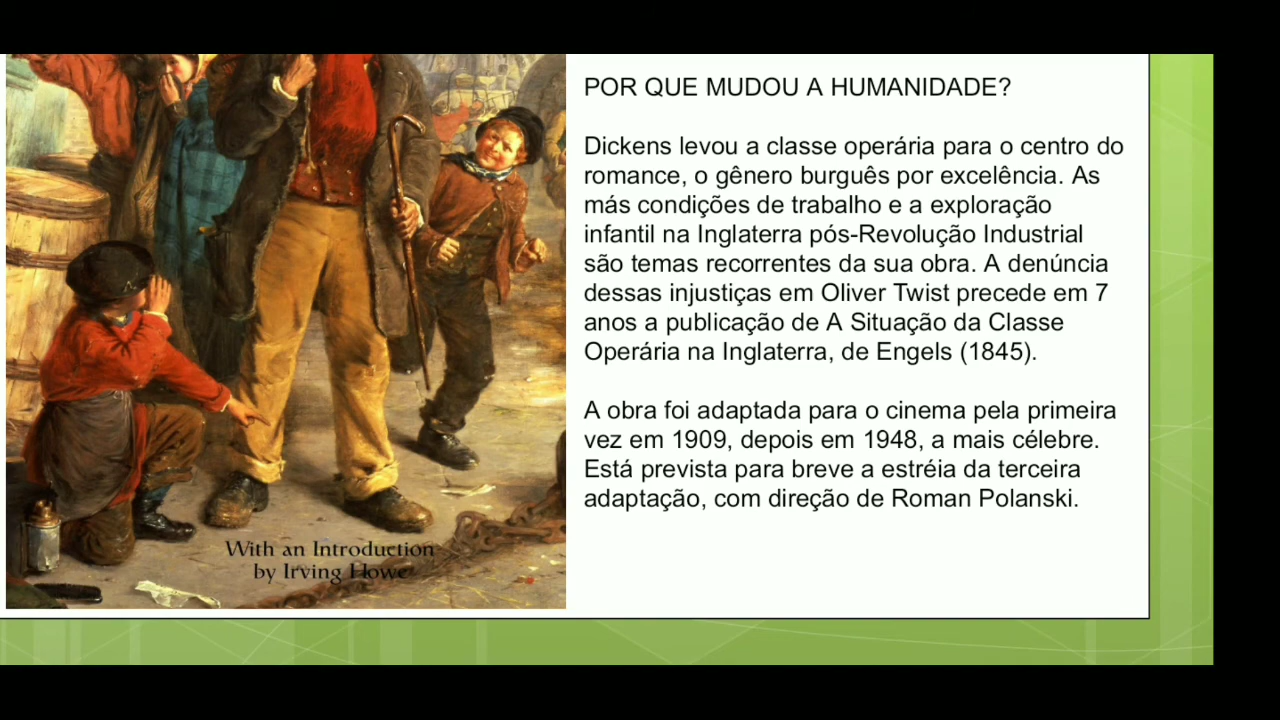 POR QUE MUDOU A HUMANIDADE?
Dickens levou a classe operária para o centro do
romance, o gênero burguês por excelência. As
más condições de trabalho e a exploração
infantil na Inglaterra pós-Revolução Industrial
são temas recorrentes da sua obra. A denúncia
dessas injustiças em Oliver Twist precede em 7
anos a publicação de A Situação da Classe
Operária na Inglaterra, de Engels (1845).
A obra foi adaptada para o cinema pela primeira
vez em 1909, depois em 1948, a mais célebre.
Está prevista para breve a estréia da terceira
adaptação, com direção de Roman Polanski.
With an Introduction
by Irving Howe